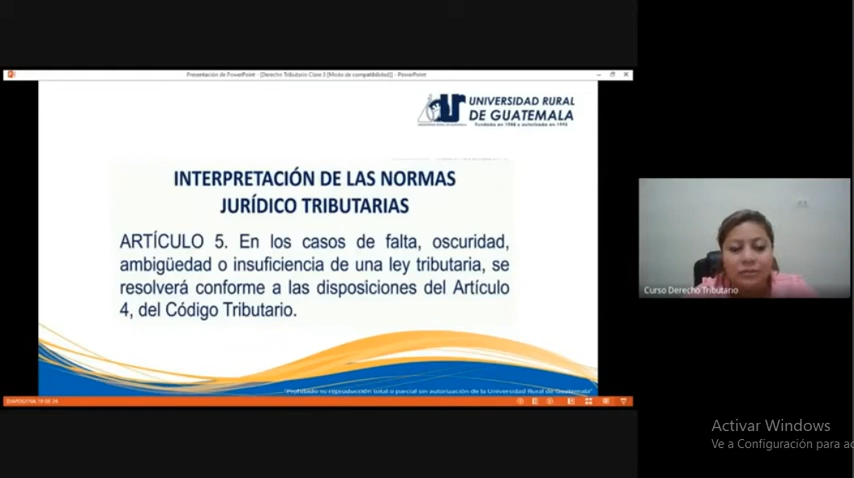 Presentación de PowerPoint - [Derecho Tributario Clase 3 [Modo de compatibilidad]] - PowerPoint
UNIVERSIDAD RURAL
DE GUATEMALA
INTERPRETACIÓN DE LAS NORMAS
JURÍDICO TRIBUTARIAS
ARTÍCULO 5. En los casos de falta, oscuridad,
ambigüedad o insuficiencia de una ley tributaria, se
resolverá conforme a las disposiciones del Artículo
4, del Código Tributario.
"Prohibido su reproducción total o parcial sin autorización de la Universidad Rural de Guatemala"
Curso Derecho Tributario
Activar Windows
Ve a Configuración para ac